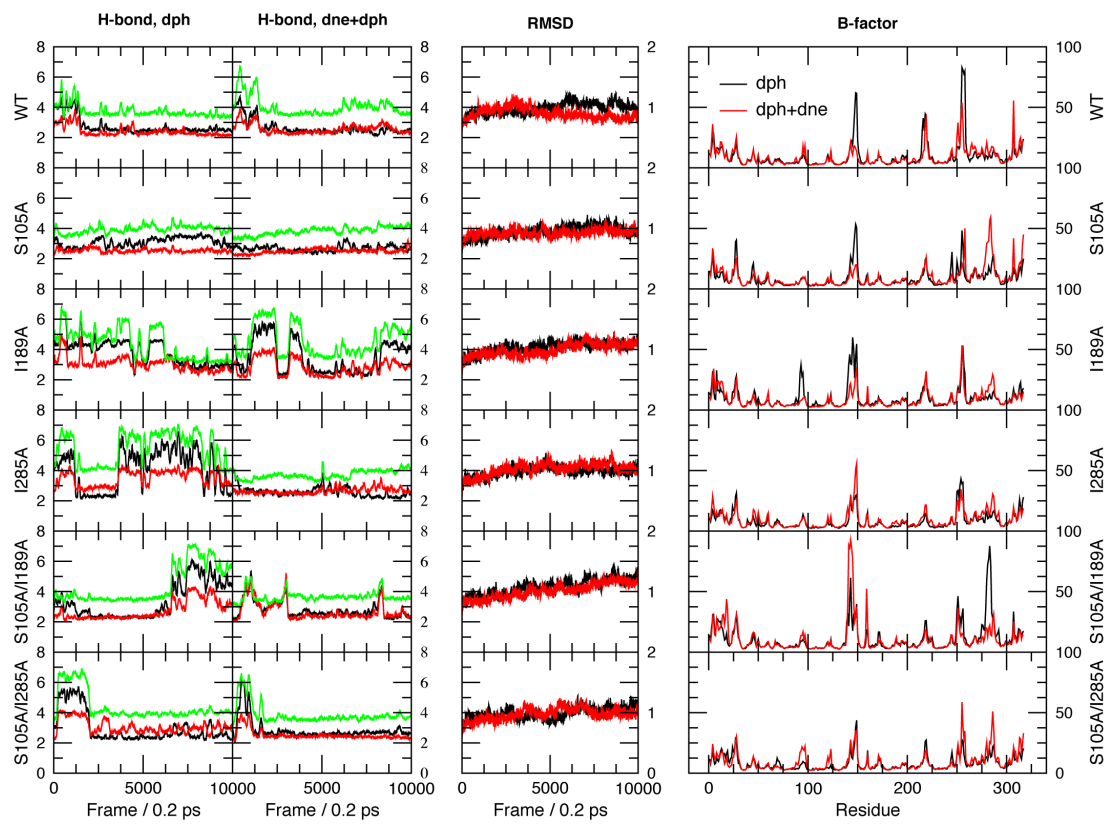 H-bond, dph H-bond, dne+dph RMSD B-factor
8 8 2 100
6 6
4 4 1 50
2 2
WT WT
dph
dph+dne
8 8 2 100
6 6
4 4 1 50
2 2
S105A S105A
8 8 2 100
6 6
4 4 1 50
2 2
I189A I189A
8 8 2 100
6 6
4 4 1 50
2 2
I285A I285A
8 8 2 100
6 6
4 4 1 50
2 2
S105A/I189A S105A/I189A
8 8 2 100
6 6
4 4 1 50
2 2
S105A/I285A S105A/I285A
0 0 0 0
0 5000 10000 5000 10000 0 5000 10000 0 100 200 300
Frame / 0.2 ps Frame / 0.2 ps Frame / 0.2 ps Residue